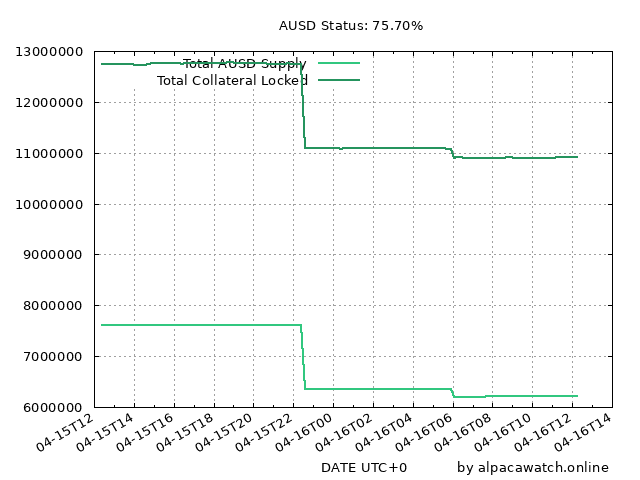 AUSD Status: 75.70%
13000000
12000000
11000000
10000000
9000000
8000000
7000000
6000000
Total AUSD Supply
Total Collateral Locked
04-15T12
04-15T14
04-15T16
04-15T18
04-15T20
04-15T22
04-16T00
04-16T02
04-16T04
04-16T06
04-16T08
04-16T10
04-16T12
04-16T14
DATE UTC+0
by alpacawatch.online